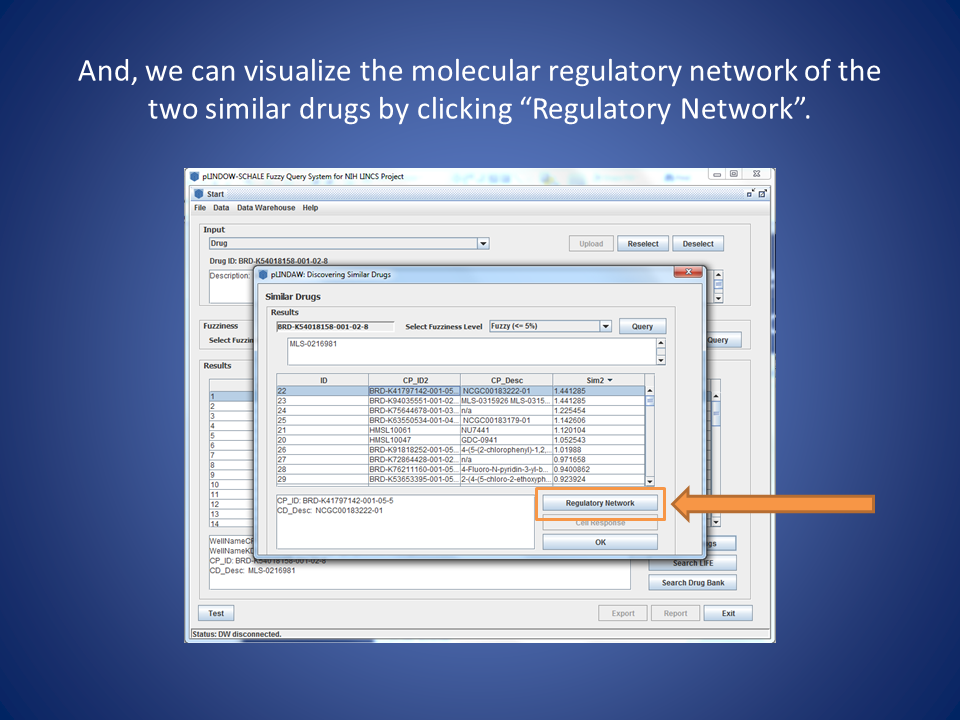 And, we can visualize the molecular regulatory network of the
two similar drugs by clicking “Regulatory Network”.
pLINDOW-SCHALE Fuzzy Query System for NIH LINCS Project
Start
File Data Data Warehouse Help
Input
Drug
Upload Reselect Deselect
Drug ID: BRD-K54018158-001-02-8
Description:
pLINDAW: Discovering Similar Drugs
Similar Drugs
Results
BRD-K54018158-001-02-8 Select Fuzziness Level Fuzzy (<= 5%) Query
MLS-0216981
ID CP_ID2 CP_Desc Sim2
22 BRD-K41797142-001-05... NCGC00183222-01 1.441285
23 BRD-K94035551-001-02... MLS-0315926 MLS-0315... 1.441285
24 BRD-K75644678-001-03... n/a 1.225454
25 BRD-K63550534-001-04... NCGC00183179-01 1.142606
21 HMSL10061 NU7441 1.120104
20 HMSL10047 GDC-0941 1.052543
26 BRD-K91818252-001-05... 4-(5-(2-chlorophenyl)-1,2,... 1.01988
27 BRD-K72864428-001-02... n/a 0.971658
28 BRD-K76211160-001-05... 4-Fluoro-N-pyridin-3-yl-b... 0.9400862
29 BRD-K53653395-001-05... 2-(4-(5-chloro-2-ethoxyph... 0.923924
CP_ID: BRD-K41797142-001-05-5
CD_Desc: NCGC00183222-01
Regulatory Network
Cell Response
OK
Fuzziness
Select Fuzzin
Query
Results
1
2
3
4
5
6
7
8
9
10
11
12
13
14
WellNameCF
WellNameKD
CP_ID: BRD-K54018158-001-02-8
CD_Desc: MLS-0216981
gs
Search LIFE
Search Drug Bank
Test Export Report Exit
Status: DW disconnected.